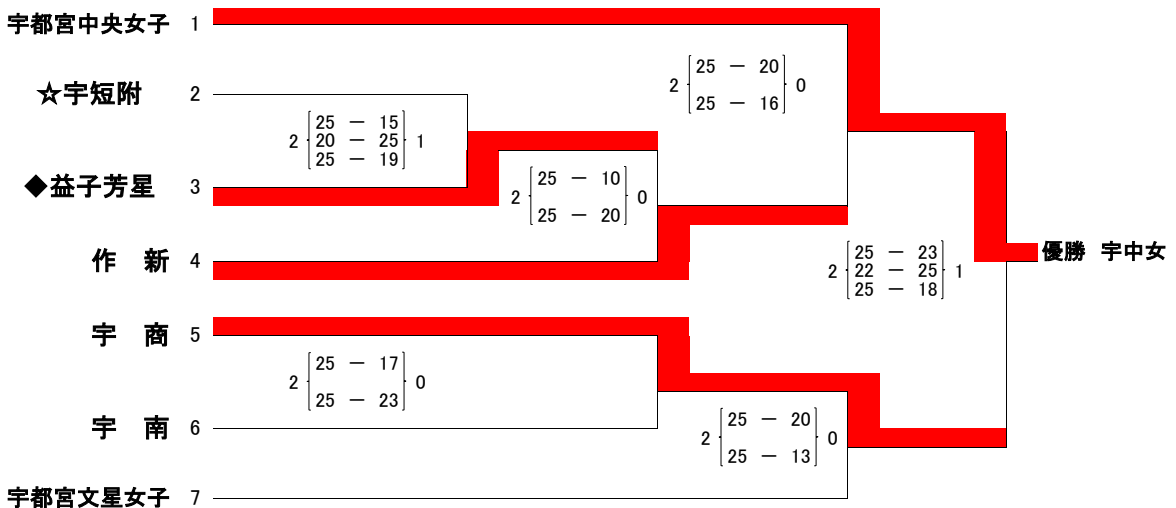 宇都宮中央女子 1
2 25 － 20 0
25 － 16
☆宇短附 2
25 － 15
2 20 － 25 1
25 － 19
◆益子芳星 3
2 25 － 10 0
25 － 20
作　新 4
優勝 宇中女
25 － 23
2 22 － 25 1
25 － 18
宇　商 5
2 25 － 17 0
25 － 23
宇　南 6
2 25 － 20 0
25 － 13
宇都宮文星女子 7